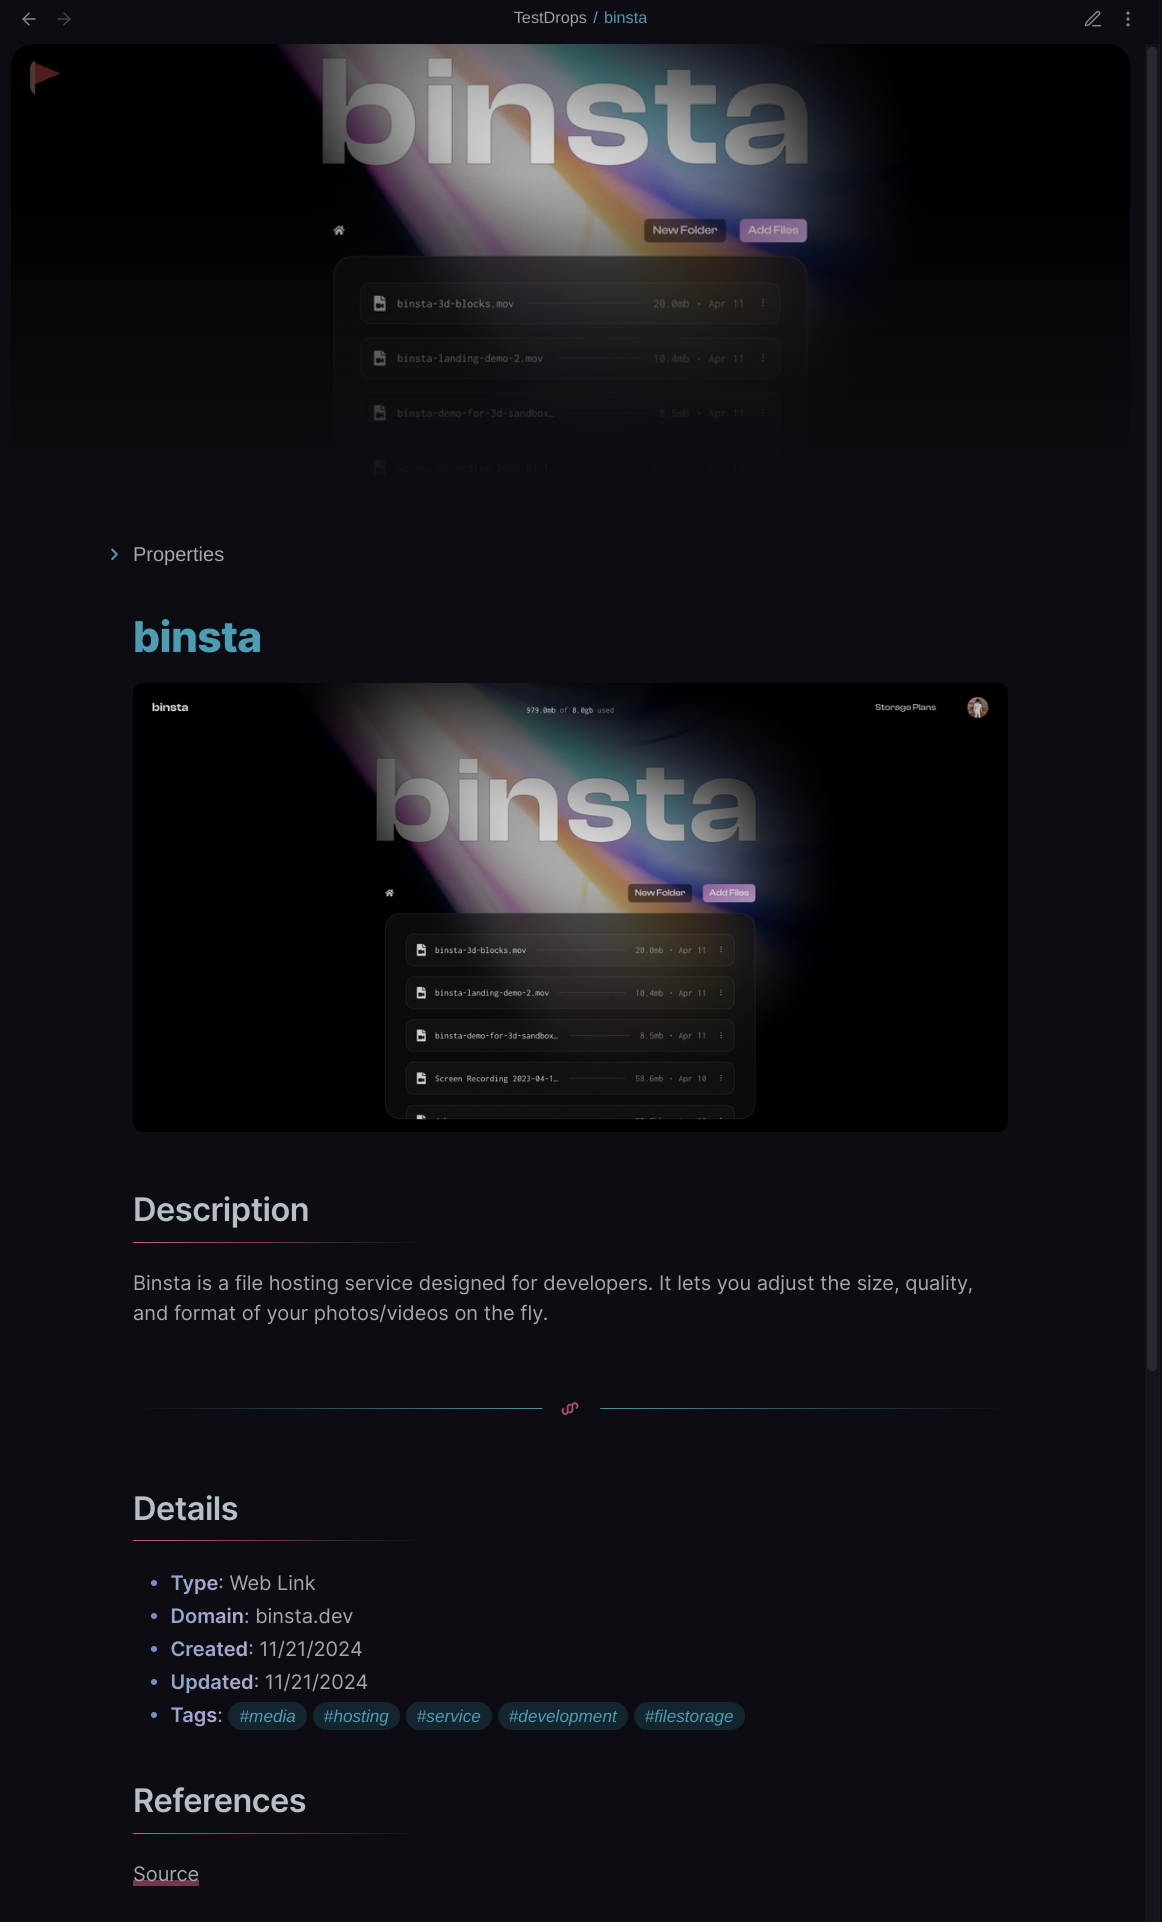 TestDrops / binsta
binsta
New Folder
Add Files
binsta-3d-blocks.mov 20.0mb • Apr 11
binsta-landing-demo-2.mov 10.4mb • Apr 11
binsta-demo-for-3d-sandbox… 8.5mb • Apr 11
Screen Recording 2023-04-1…
Properties
binsta
binsta
979.0mb of 8.0gb used
Storage Plans
binsta
New Folder
Add Files
binsta-3d-blocks.mov 20.0mb • Apr 11
binsta-landing-demo-2.mov 10.4mb • Apr 11
binsta-demo-for-3d-sandbox… 8.5mb • Apr 11
Screen Recording 2023-04-1… 58.6mb • Apr 10
Description
Binsta is a file hosting service designed for developers. It lets you adjust the size, quality,
and format of your photos/videos on the fly.
Details
• Type: Web Link
• Domain: binsta.dev
• Created: 11/21/2024
• Updated: 11/21/2024
• Tags: #media #hosting #service #development #filestorage
References
Source